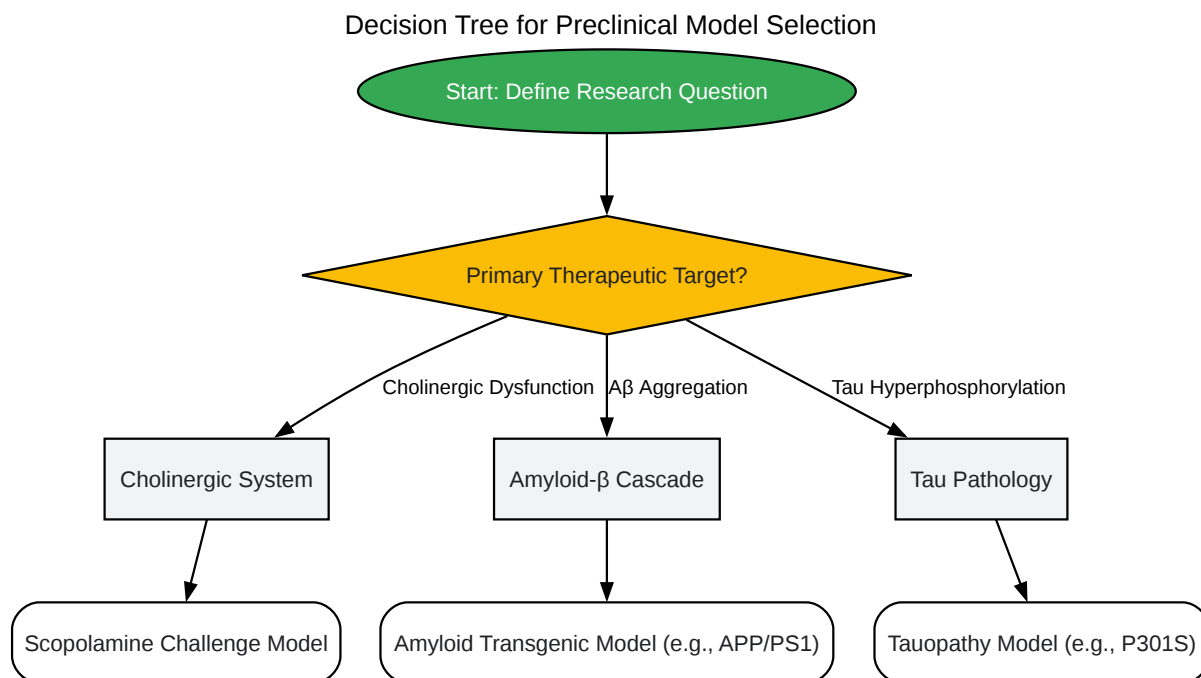 Decision Tree for Preclinical Model Selection
Start: Define Research Question
Primary Therapeutic Target?
Cholinergic Dysfunction
Aβ Aggregation
Tau Hyperphosphorylation
Cholinergic System
Amyloid-β Cascade
Tau Pathology
Scopolamine Challenge Model
Amyloid Transgenic Model (e.g., APP/PS1)
Tauopathy Model (e.g., P301S)